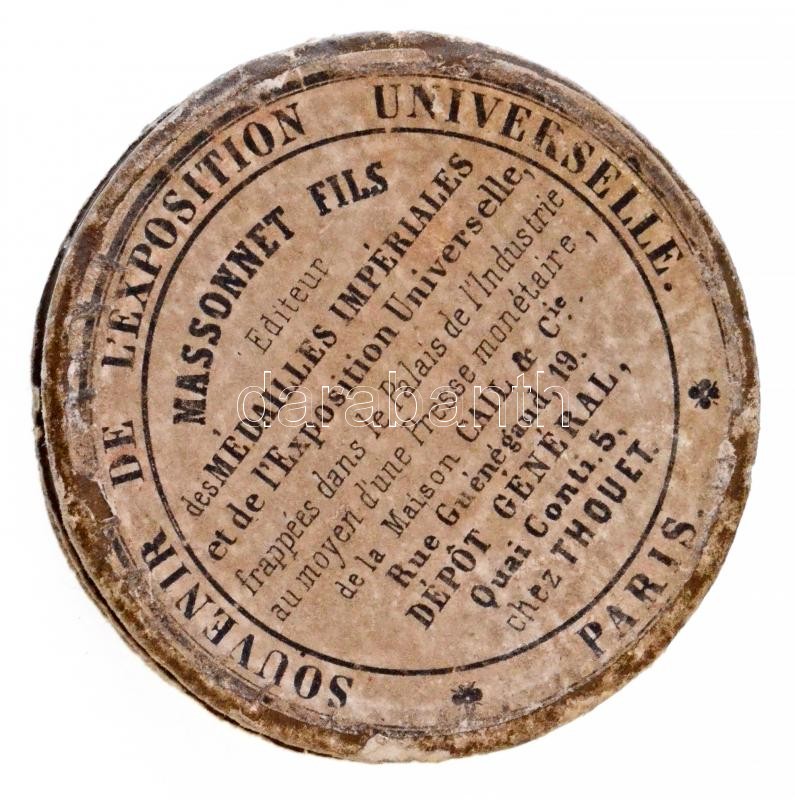 SOUVENIR DE L'EXPOSITION UNIVERSELLE.
PARIS.
MASSONNET FILS
Editeur
des MÉDAILLES IMPÉRIALES
et de l'Exposition Universelle,
frappées dans le Palais de l'Industrie
au moyen d'une Presse monétaire,
de la Maison CAIL & Cie.
Rue Guénégaud, 19.
DÉPÔT GÉNÉRAL,
Quai Conti. 5,
chez THOUET.
darabanth